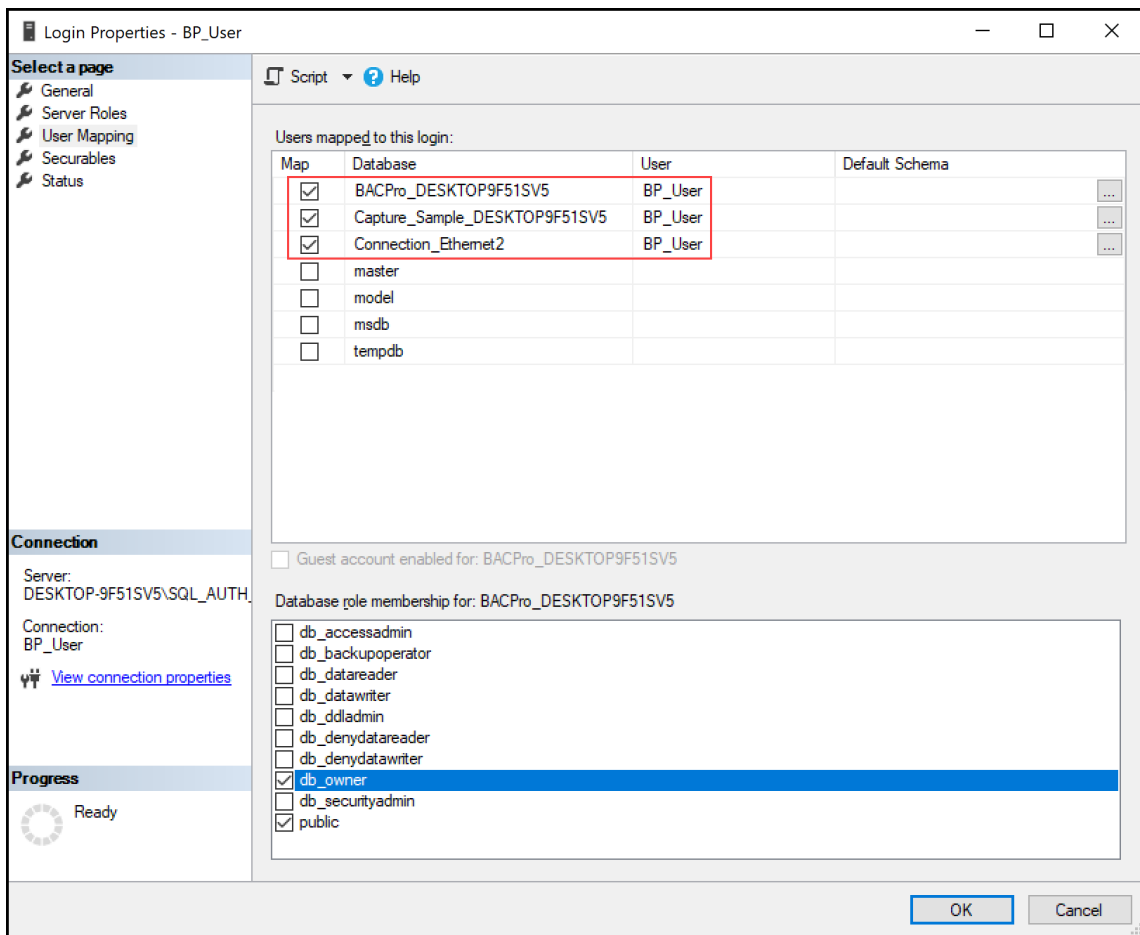 Login Properties - BP_User
Select a page
General
Server Roles
User Mapping
Securables
Status
Script
Help
Users mapped to this login:
Map Database User Default Schema
BACPro_DESKTOP9F51SV5 BP_User ...
Capture_Sample_DESKTOP9F51SV5 BP_User ...
Connection_Ethernet2 BP_User ...
master
model
msdb
tempdb
Guest account enabled for: BACPro_DESKTOP9F51SV5
Database role membership for: BACPro_DESKTOP9F51SV5
db_accessadmin
db_backupoperator
db_datareader
db_datawriter
db_ddladmin
db_denydatareader
db_denydatawriter
db_owner
db_securityadmin
public
Connection
Server:
DESKTOP-9F51SV5\SQL_AUTH_
Connection:
BP_User
View connection properties
Progress
Ready
OK Cancel